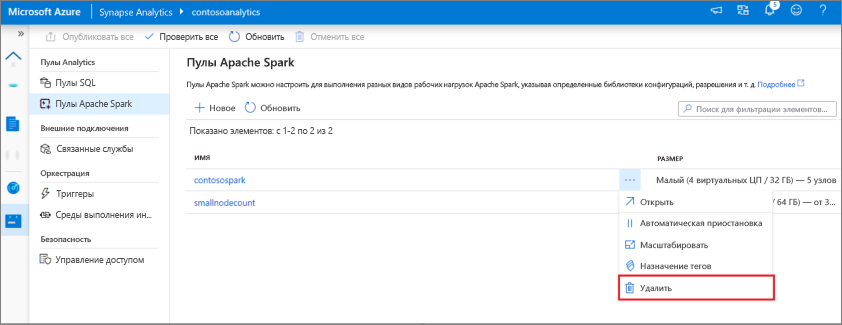 Microsoft Azure
Synapse Analytics
contosoanalytics
5
Опубликовать все
Проверить все
Обновить
Отменить все
Пулы Analytics
Пулы SQL
Пулы Apache Spark
Внешние подключения
Связанные службы
Оркестрация
Триггеры
Среды выполнения ин...
Безопасность
Управление доступом
Пулы Apache Spark
Пулы Apache Spark можно настроить для выполнения разных видов рабочих нагрузок Apache Spark, указывая определенные библиотеки конфигураций, разрешения и т. д. Подробнее
Новое
Обновить
Поиск для фильтрации элементов...
Показано элементов: с 1-2 по 2 из 2
ИМЯ
РАЗМЕР
contosospark
Малый (4 виртуальных ЦП / 32 ГБ) — 5 узлов
smallnodecount
/ 64 ГБ) — от 3...
Открыть
Автоматическая приостановка
Масштабировать
Назначение тегов
Удалить